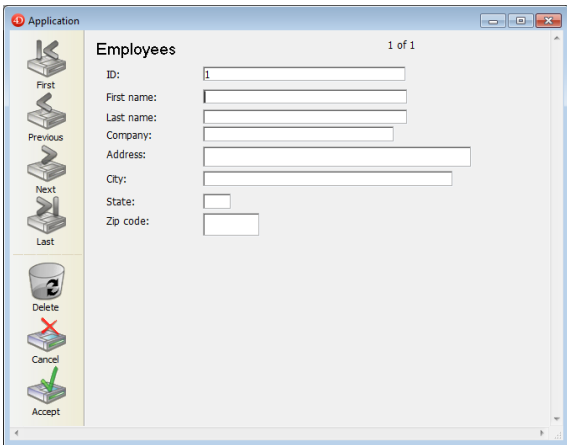 4D Application
First
Previous
Next
Last
Delete
Cancel
Accept
Employees 1 of 1
ID: 1
First name:
Last name:
Company:
Address:
City:
State:
Zip code: